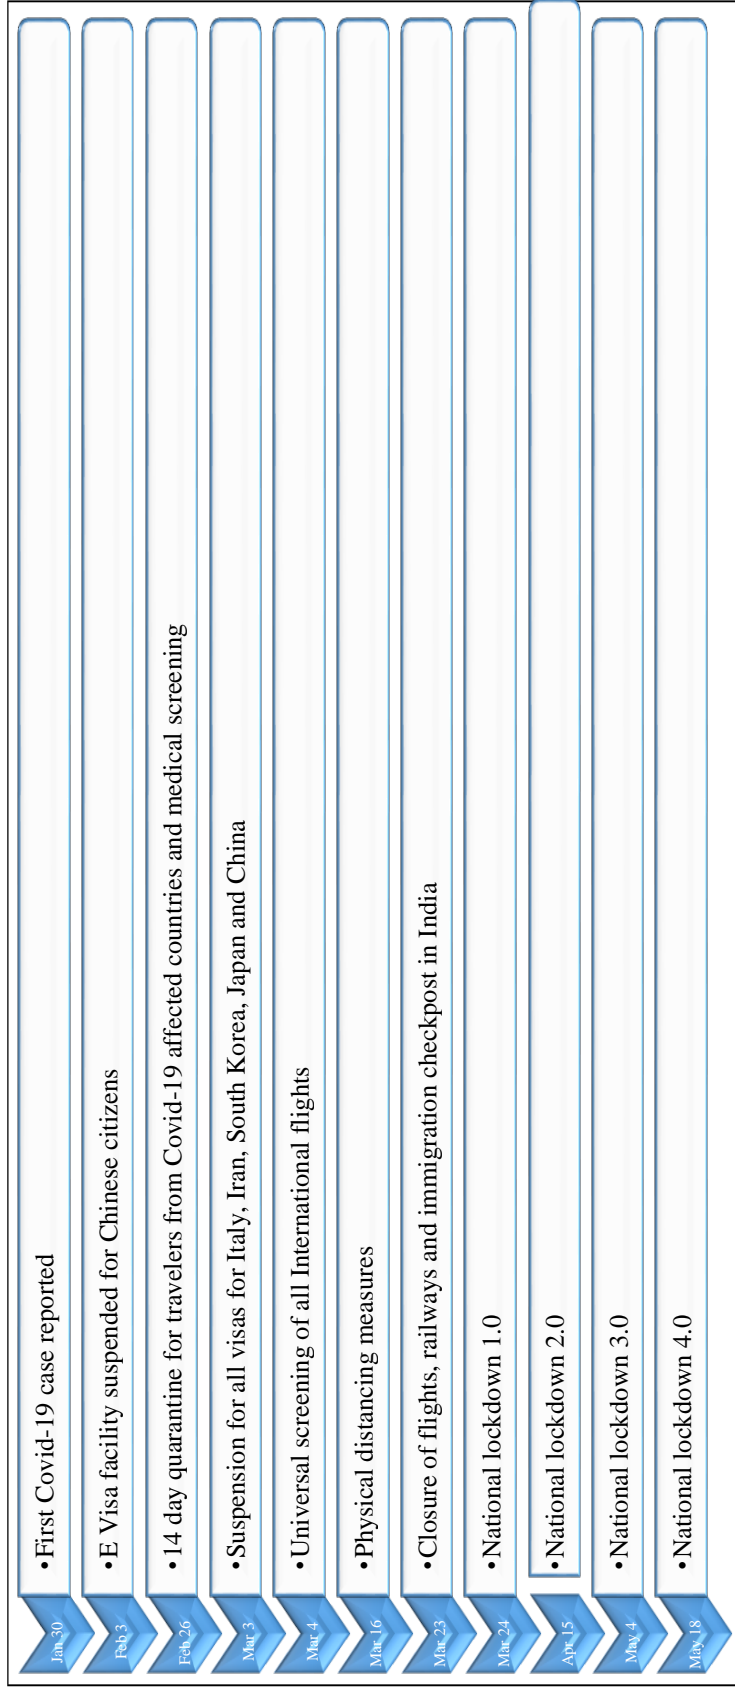 Jan 30
•First Covid-19 case reported
Feb 3
•E Visa facility suspended for Chinese citizens
Feb 26
•14 day quarantine for travelers from Covid-19 affected countries and medical screening
Mar 3
•Suspension for all visas for Italy, Iran, South Korea, Japan and China
Mar 4
•Universal screening of all International flights
Mar 16
•Physical distancing measures
Mar 23
•Closure of flights, railways and immigration checkpost in India
Mar 24
•National lockdown 1.0
Apr 15
•National lockdown 2.0
May 4
•National lockdown 3.0
May 18
•National lockdown 4.0